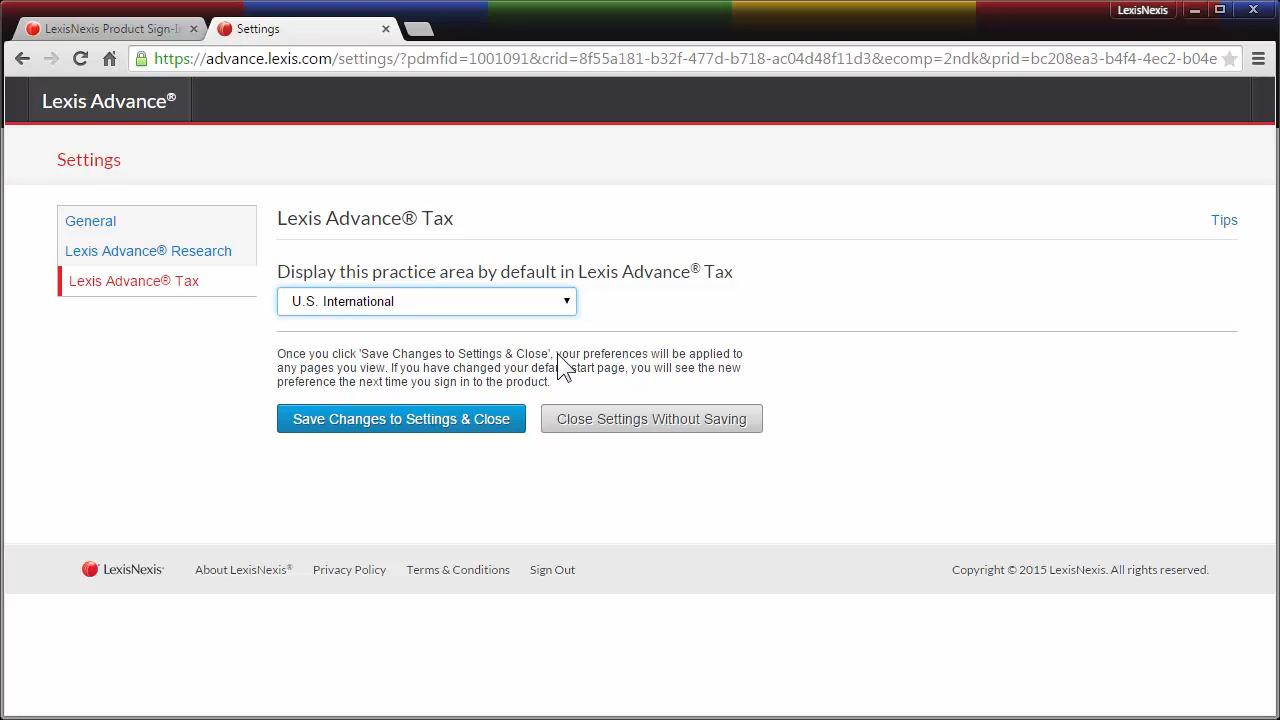 LexisNexis
LexisNexis Product Sign-I
Settings
https://advance.lexis.com/settings/?pdmfid=1001091&crid=8f55a181-b32f-477d-b718-ac04d48f11d3&ecomp=2ndk&prid=bc208ea3-b4f4-4ec2-b04e
Lexis Advance®
Settings
General
Lexis Advance® Research
Lexis Advance® Tax
Lexis Advance® Tax
Tips
Display this practice area by default in Lexis Advance® Tax
U.S. International
Once you click 'Save Changes to Settings & Close', your preferences will be applied to
any pages you view. If you have changed your default start page, you will see the new
preference the next time you sign in to the product.
Save Changes to Settings & Close
Close Settings Without Saving
LexisNexis®
About LexisNexis®
Privacy Policy
Terms & Conditions
Sign Out
Copyright © 2015 LexisNexis. All rights reserved.